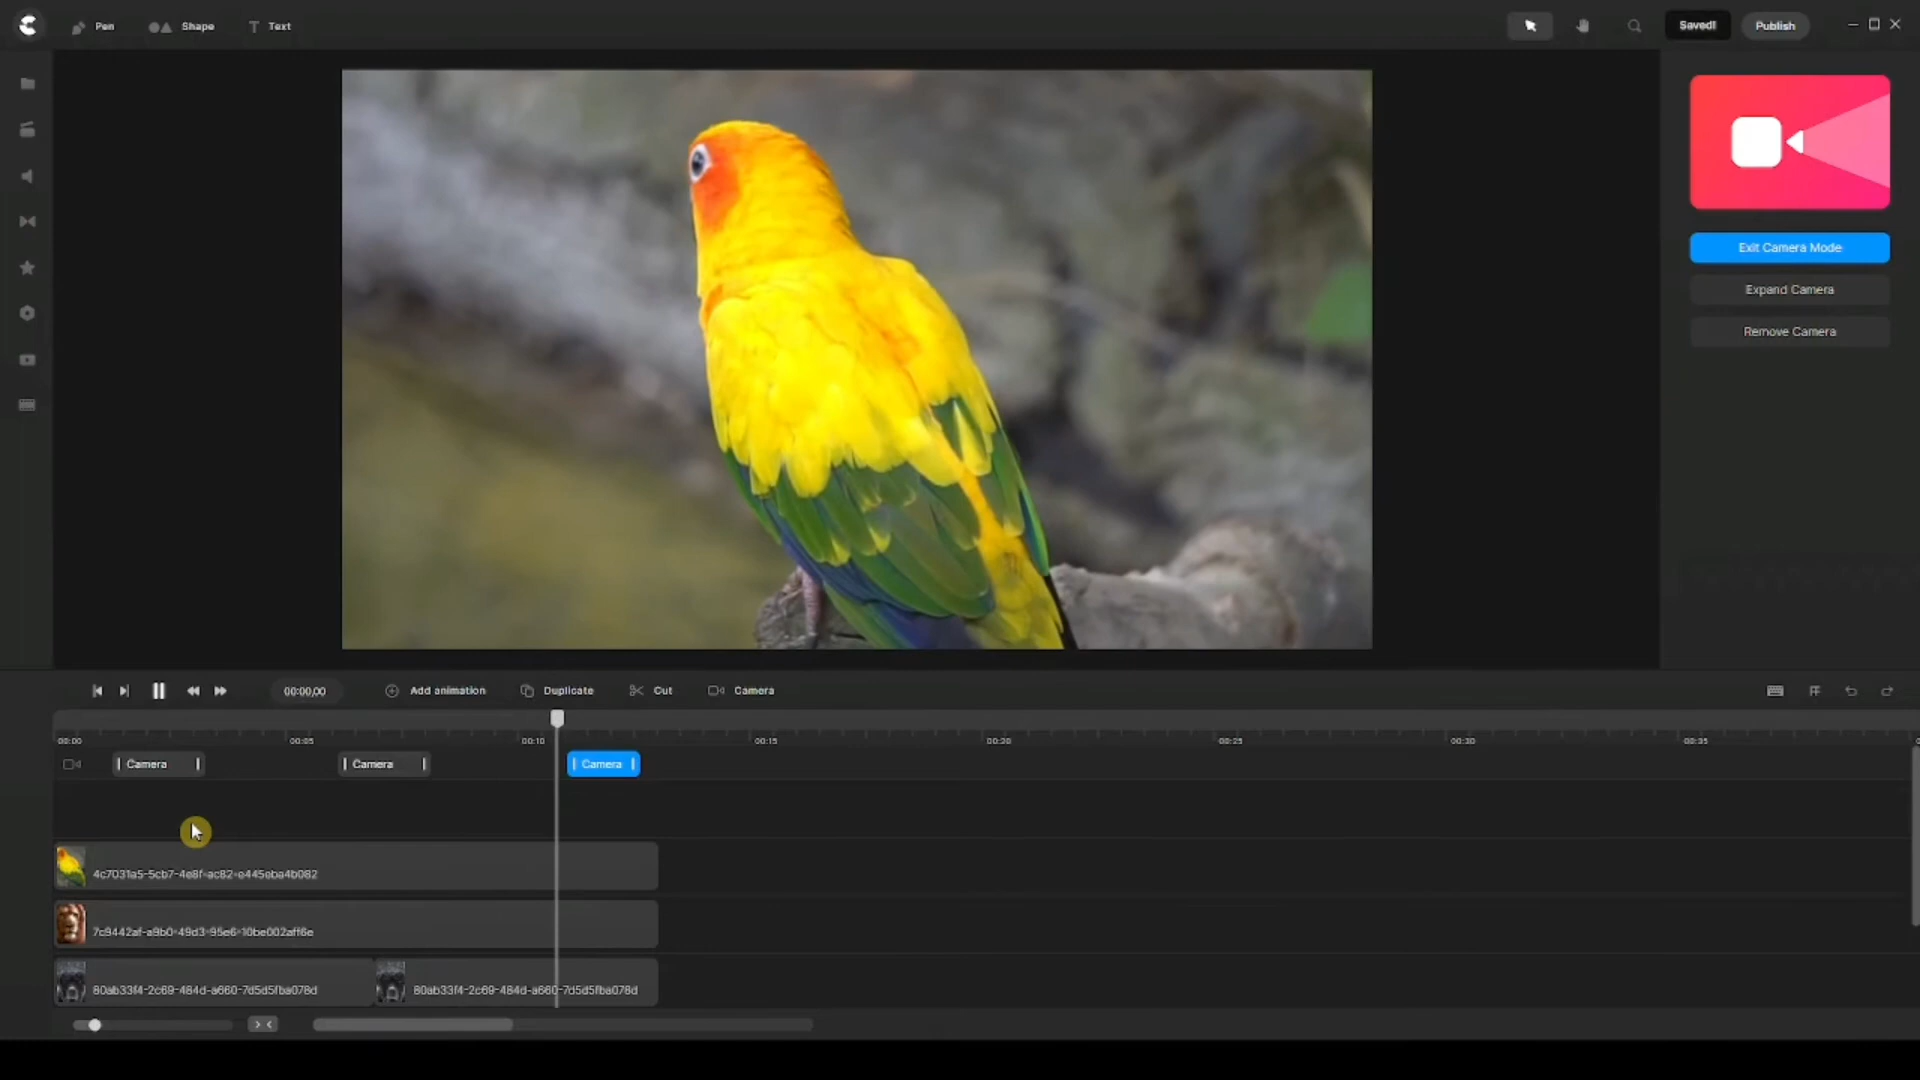 Pen Shape Text Saved! Publish
Exit Camera Mode
Expand Camera
Remove Camera
00:00,00 Add animation Duplicate Cut Camera
00:00 00:05 00:10 00:15 00:20 00:25 00:30 00:35
Camera Camera Camera
4c7031a5-5cb7-4e8f-ac82-e445eba4b082
7c9442af-a9b0-49d3-95e6-10be002aff6e
80ab33f4-2c69-484d-a660-7d5d5fba078d 80ab33f4-2c69-484d-a660-7d5d5fba078d